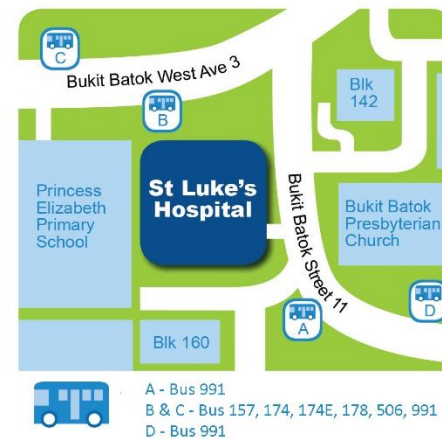 C
Bukit Batok West Ave 3
B
Blk
142
Princess
Elizabeth
Primary
School
St Luke's
Hospital
Bukit Batok Street 11
Bukit Batok
Presbyterian
Church
A
D
Blk 160
A - Bus 991
B & C - Bus 157, 174, 174E, 178, 506, 991
D - Bus 991